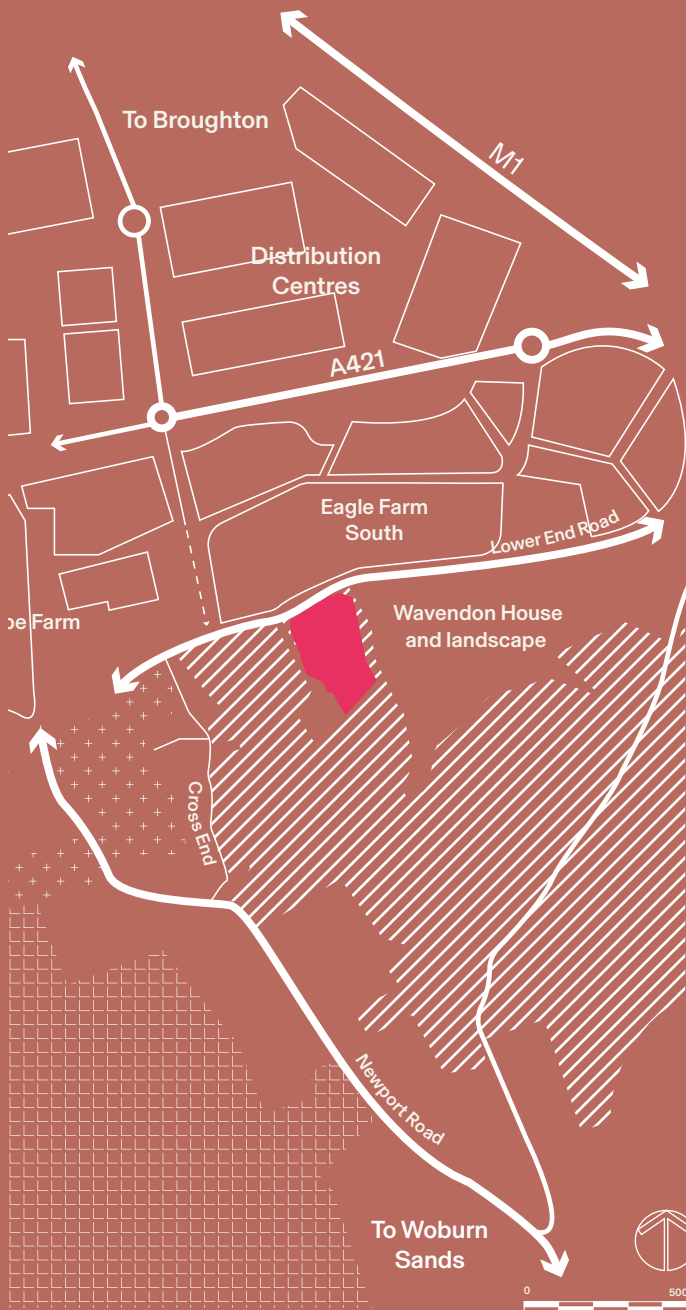 To Broughton
M1
Distribution
Centres
A421
Eagle Farm
South
Lower End Road
Wavendon House
and landscape
be Farm
Cross End
Newport Road
To Woburn
Sands
0
500